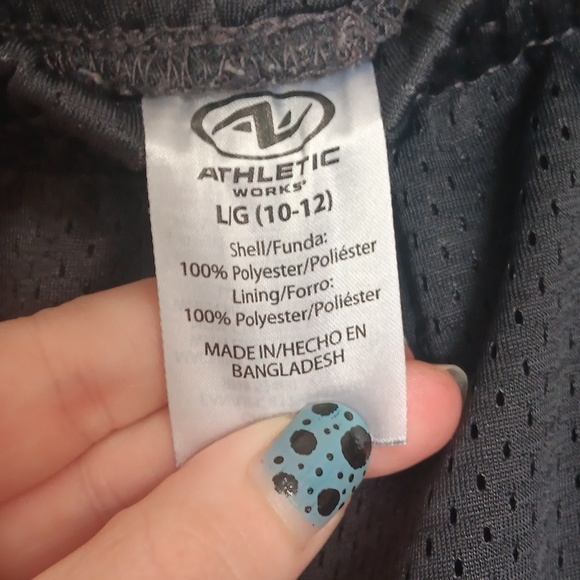 AW
ATHLETIC
WORKS®
L/G (10-12)
Shell/Funda:
100% Polyester/Poliéster
Lining/Forro:
100% Polyester/Poliéster
MADE IN/HECHO EN
BANGLADESH